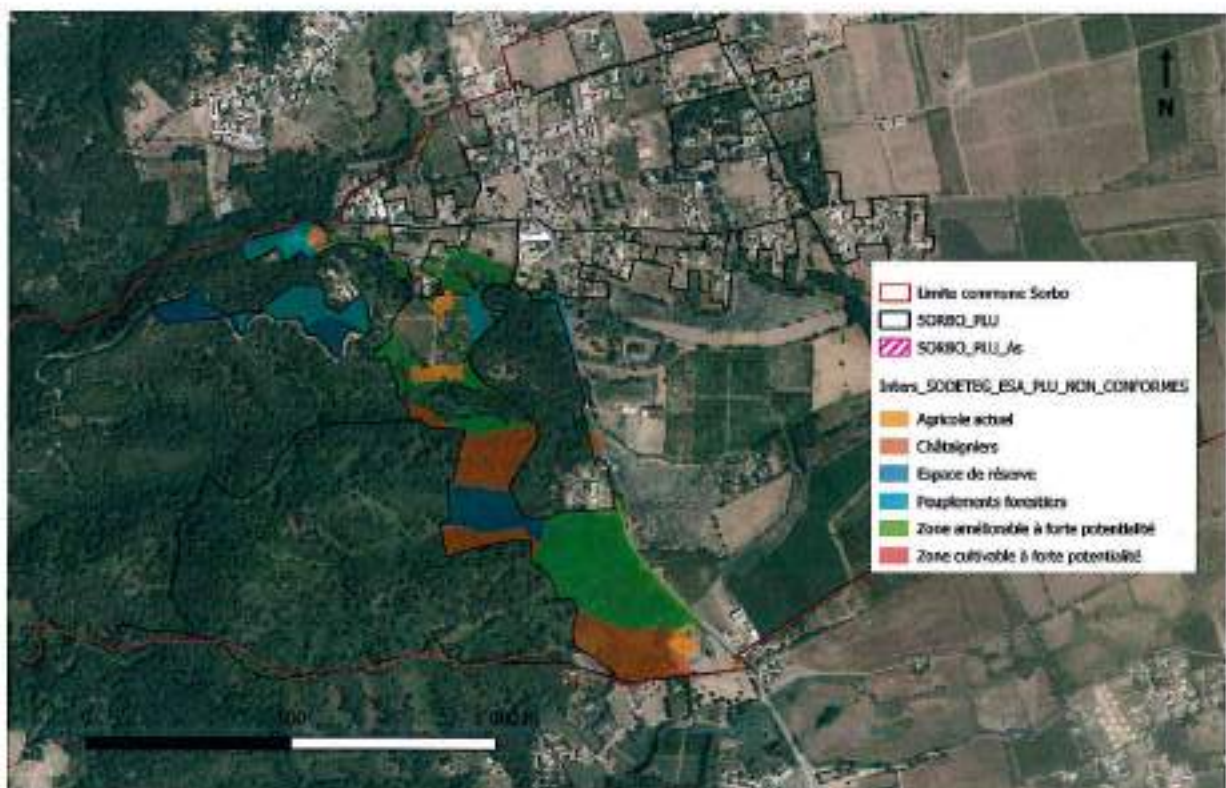 N
Limite commune Sorbo
SORBO_PLU
SORBO_PLU_As
Inters_SODETEG_ESA_PLU_NON_CONFORMES
Agricole actuel
Châtaigniers
Espace de réserve
Peuplements forestiers
Zone améliorable à forte potentialité
Zone cultivable à forte potentialité
0
500